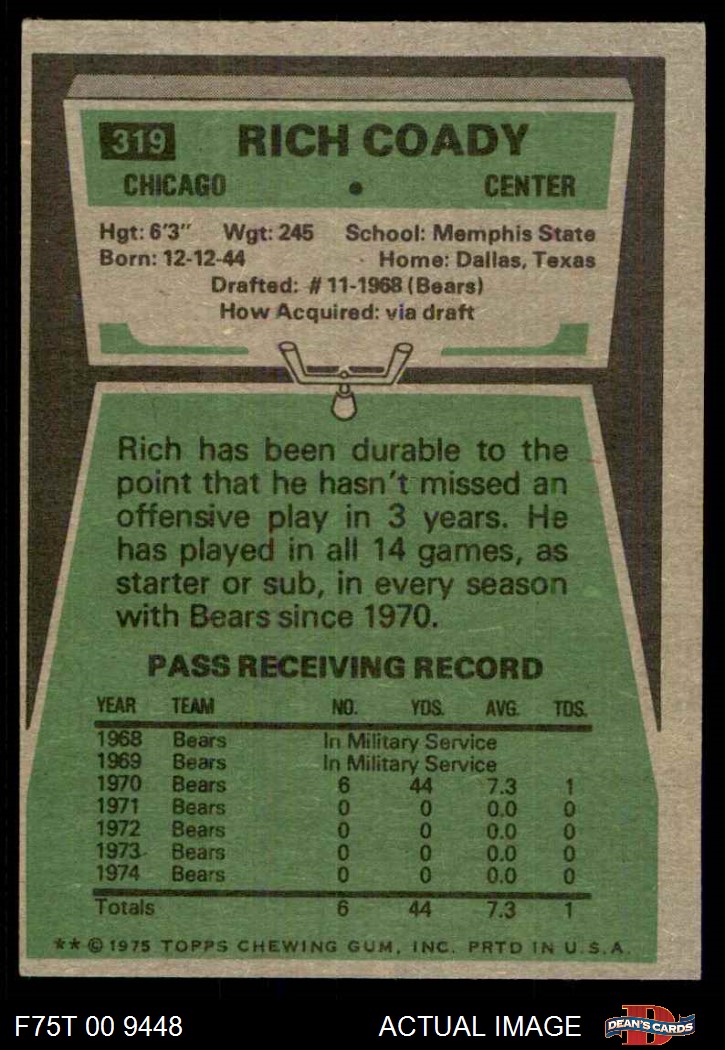 319 RICH COADY
CHICAGO • CENTER
Hgt: 6'3" Wgt: 245 School: Memphis State
Born: 12-12-44 Home: Dallas, Texas
Drafted: #11-1968 (Bears)
How Acquired: via draft
Rich has been durable to the
point that he hasn't missed an
offensive play in 3 years. He
has played in all 14 games, as
starter or sub, in every season
with Bears since 1970.
PASS RECEIVING RECORD
YEAR TEAM NO. YDS. AVG. TDS.
1968 Bears In Military Service
1969 Bears In Military Service
1970 Bears 6 44 7.3 1
1971 Bears 0 0 0.0 0
1972 Bears 0 0 0.0 0
1973 Bears 0 0 0.0 0
1974 Bears 0 0 0.0 0
Totals 6 44 7.3 1
** © 1975 TOPPS CHEWING GUM, INC. PRTD IN U.S.A.
F75T 00 9448 ACTUAL IMAGE
D
DEAN'S CARDS